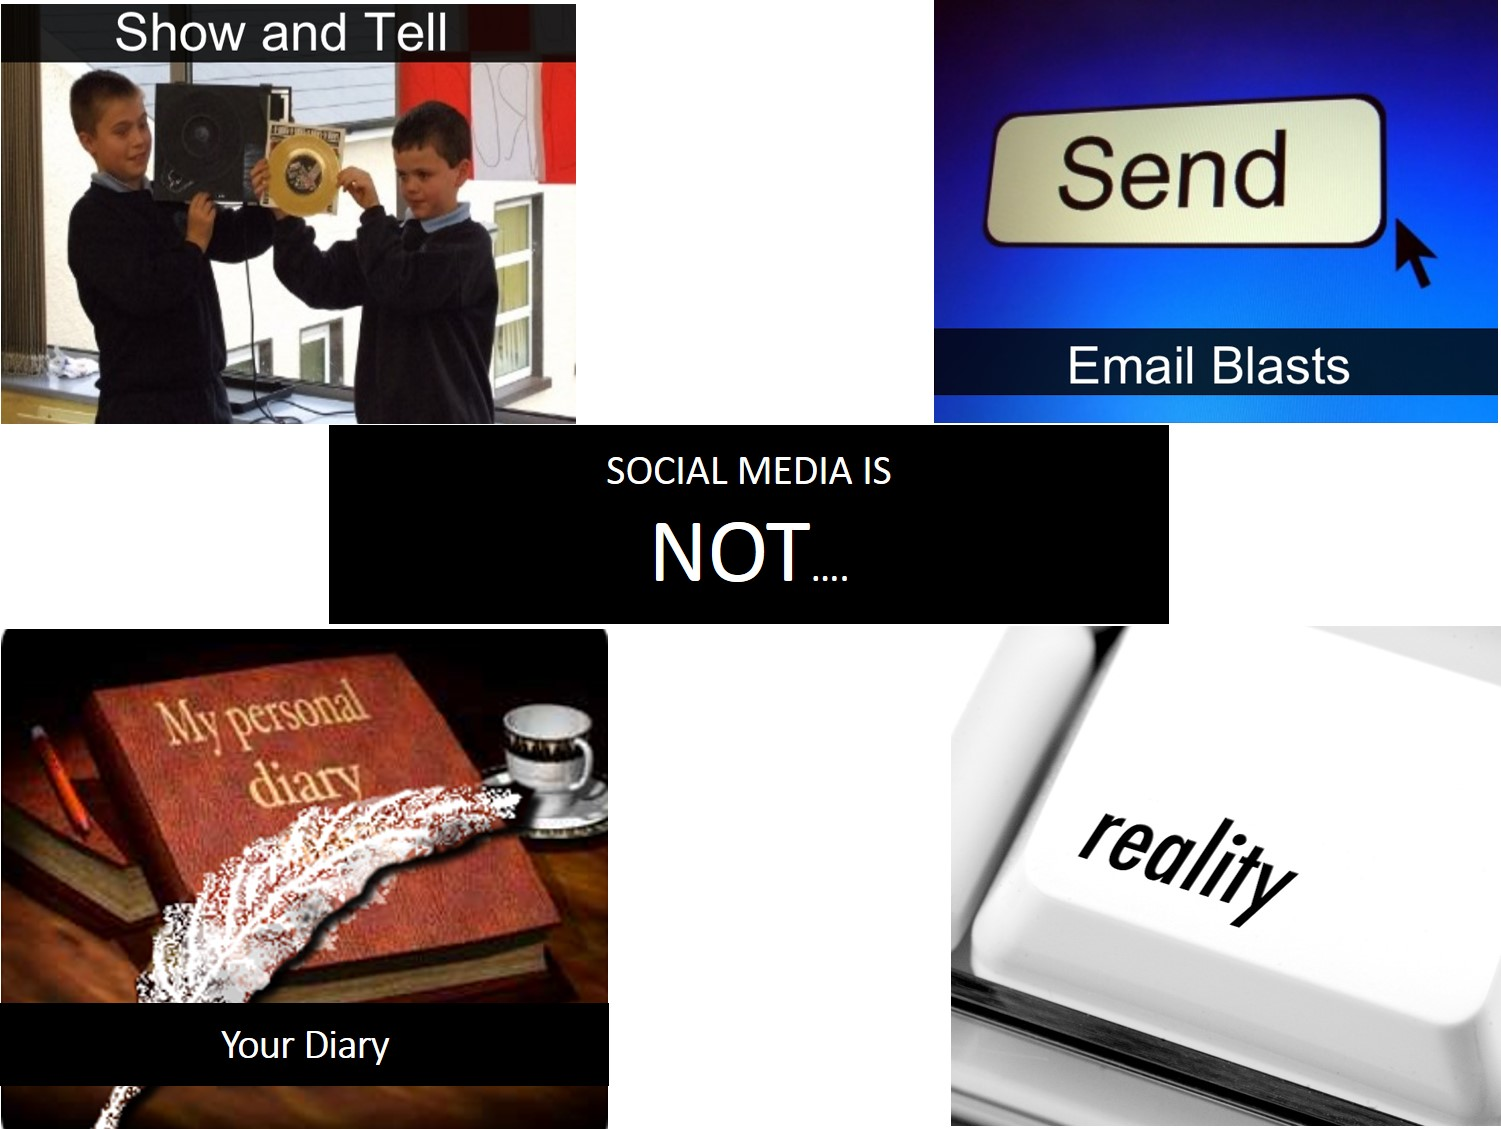 Show and Tell
Send
Email Blasts
SOCIAL MEDIA IS
NOT....
My personal
diary
Your Diary
reality